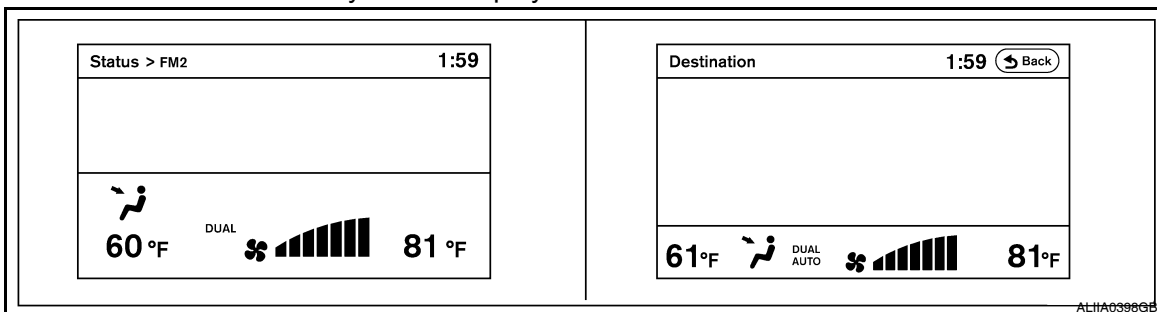 Status > FM2 1:59
DUAL
60 °F 81 °F
Destination 1:59 Back
61°F DUAL AUTO 81°F
ALIIA0398GB